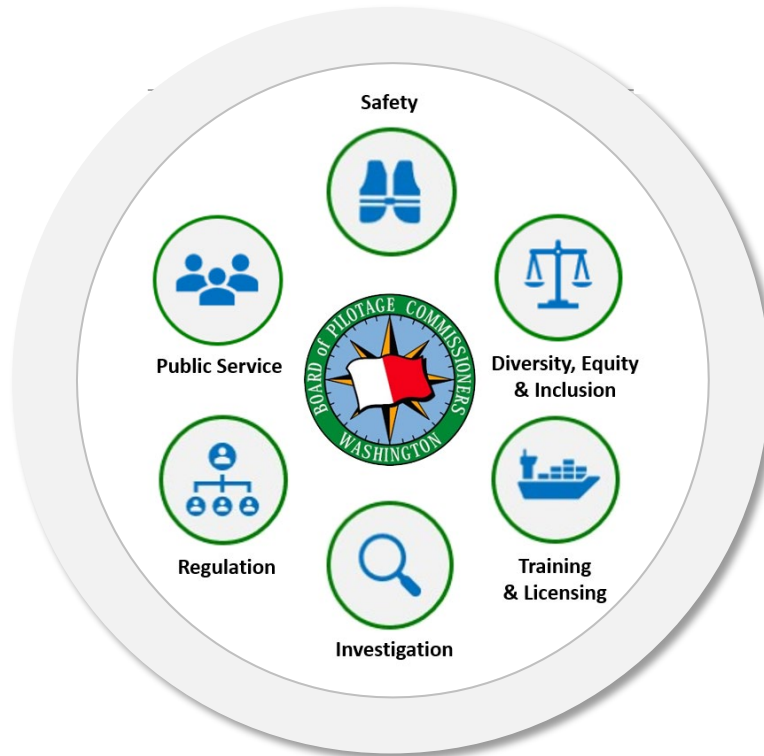 Safety
Public Service
Diversity, Equity
& Inclusion
BOARD of PILOTAGE COMMISSIONERS
WASHINGTON
Regulation
Training
& Licensing
Investigation